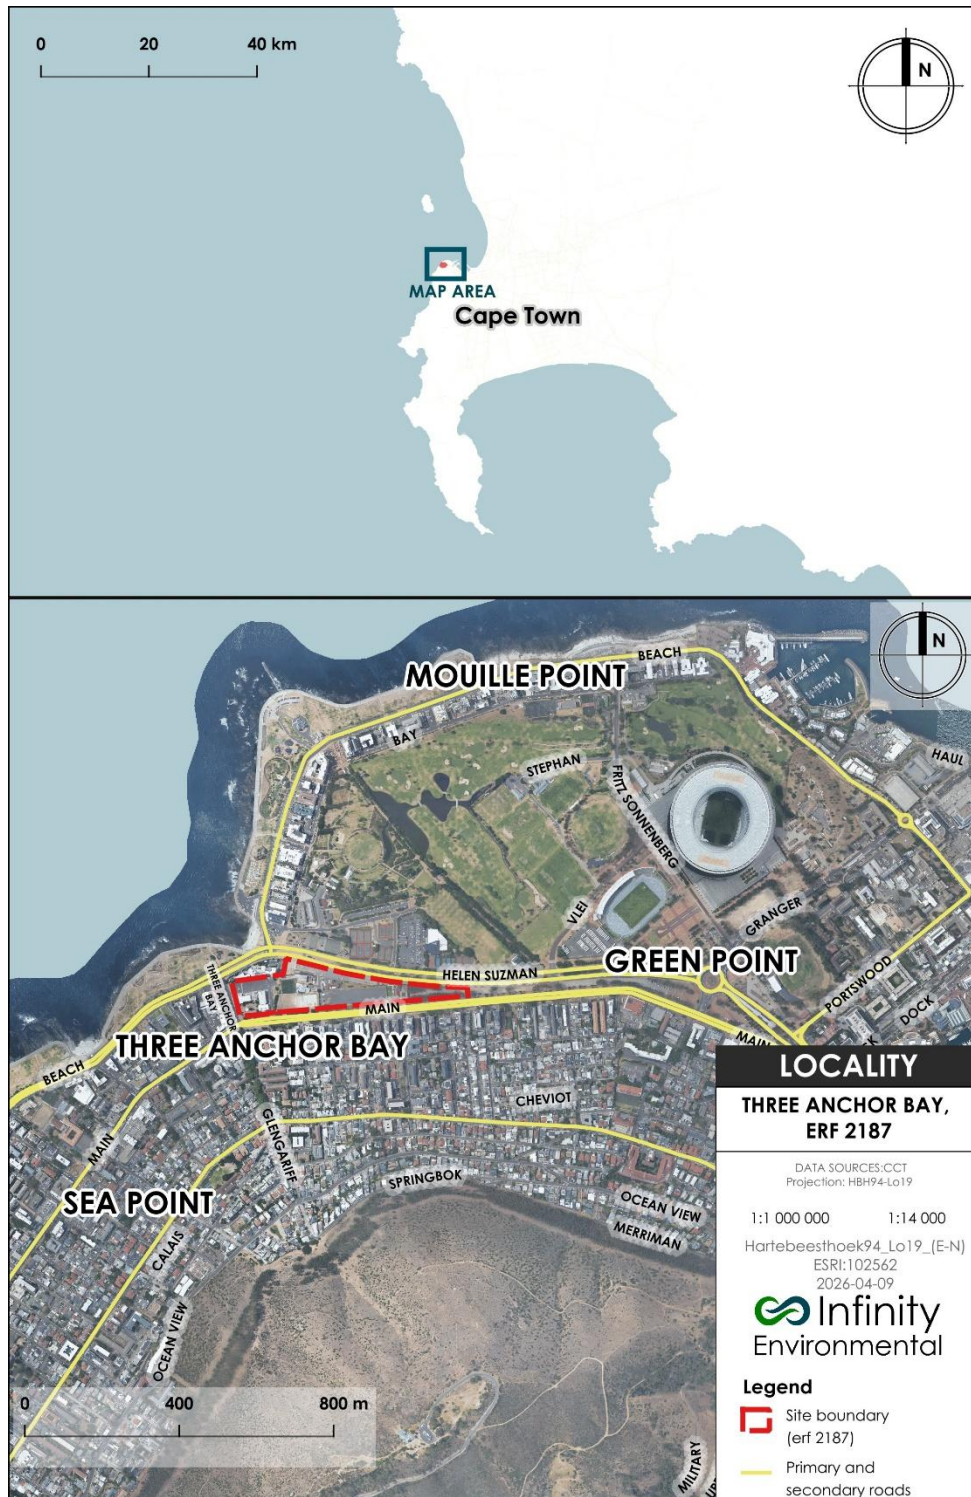 0 20 40 km
N
MAP AREA
Cape Town
N
MOUILLE POINT
BEACH
BAY
STEPHAN
FRITZ SONNENBERG
HAUL
VLEI
GRANGER
HELEN SUZMAN
GREEN POINT
PORTSWOOD
DOCK
THREE ANCHOR
BAY
MAIN
MAIN
THREE ANCHOR BAY
BEACH
MAIN
CHEVIOT
GLENGARIFF
SPRINGBOK
SEA POINT
OCEAN VIEW
MERRIMAN
CALAIS
OCEAN VIEW
MILITARY
0 400 800 m
LOCALITY
THREE ANCHOR BAY,
ERF 2187
DATA SOURCES:CCT
Projection: HBH94-Lo19
1:1 000 000 1:14 000
Hartebeesthoek94_Lo19_(E-N)
ESRI:102562
2026-04-09
Infinity
Environmental
Legend
Site boundary
(erf 2187)
Primary and
secondary roads